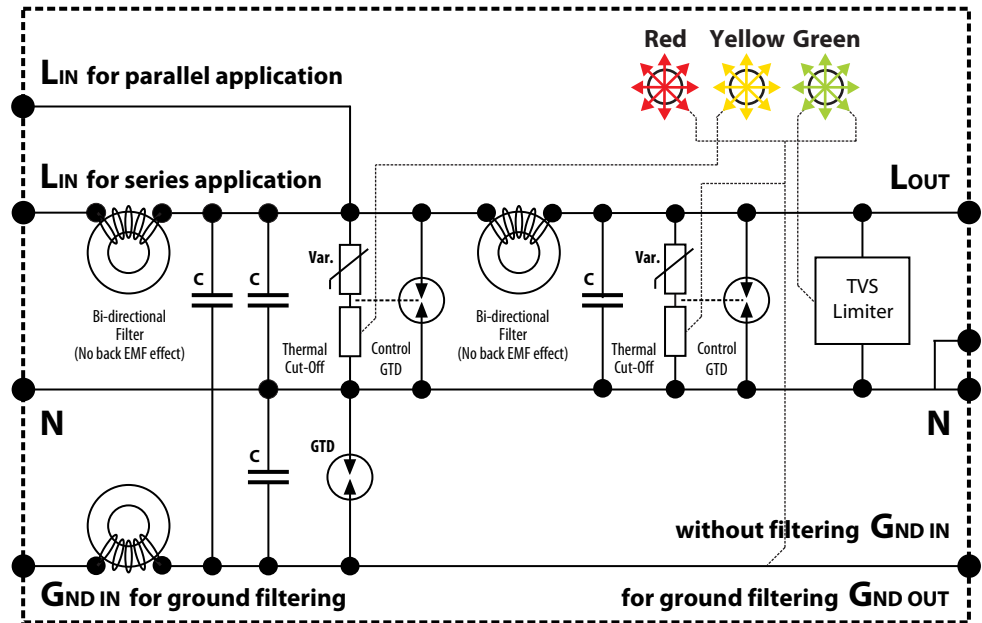 Red Yellow Green
LIN for parallel application
LIN for series application
LOUT
Var.
Var.
C
C
C
TVS
Limiter
Bi-directional
Filter
(No back EMF effect)
Thermal
Cut-Off
Control
GTD
Bi-directional
Filter
(No back EMF effect)
Thermal
Cut-Off
Control
GTD
N
N
C
GTD
without filtering GND IN
GND IN for ground filtering
for ground filtering GND OUT